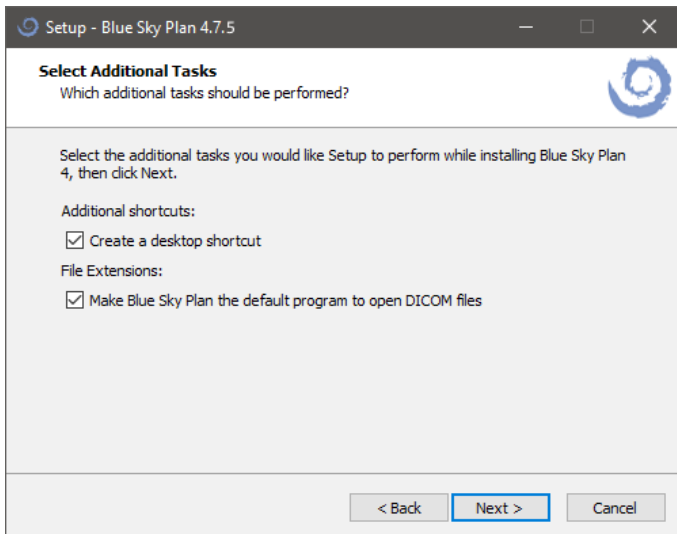 Setup - Blue Sky Plan 4.7.5
Select Additional Tasks
Which additional tasks should be performed?
Select the additional tasks you would like Setup to perform while installing Blue Sky Plan
4, then click Next.
Additional shortcuts:
Create a desktop shortcut
File Extensions:
Make Blue Sky Plan the default program to open DICOM files
< Back Next > Cancel